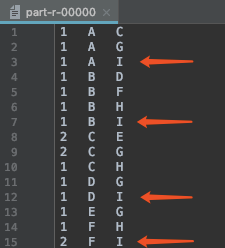 part-r-00000 ×
1 1 A C
2 1 A G
3 1 A I
4 1 B D
5 1 B F
6 1 B H
7 1 B I
8 2 C E
9 2 C G
10 1 C H
11 1 D G
12 1 D I
13 1 E G
14 1 F H
15 2 F I